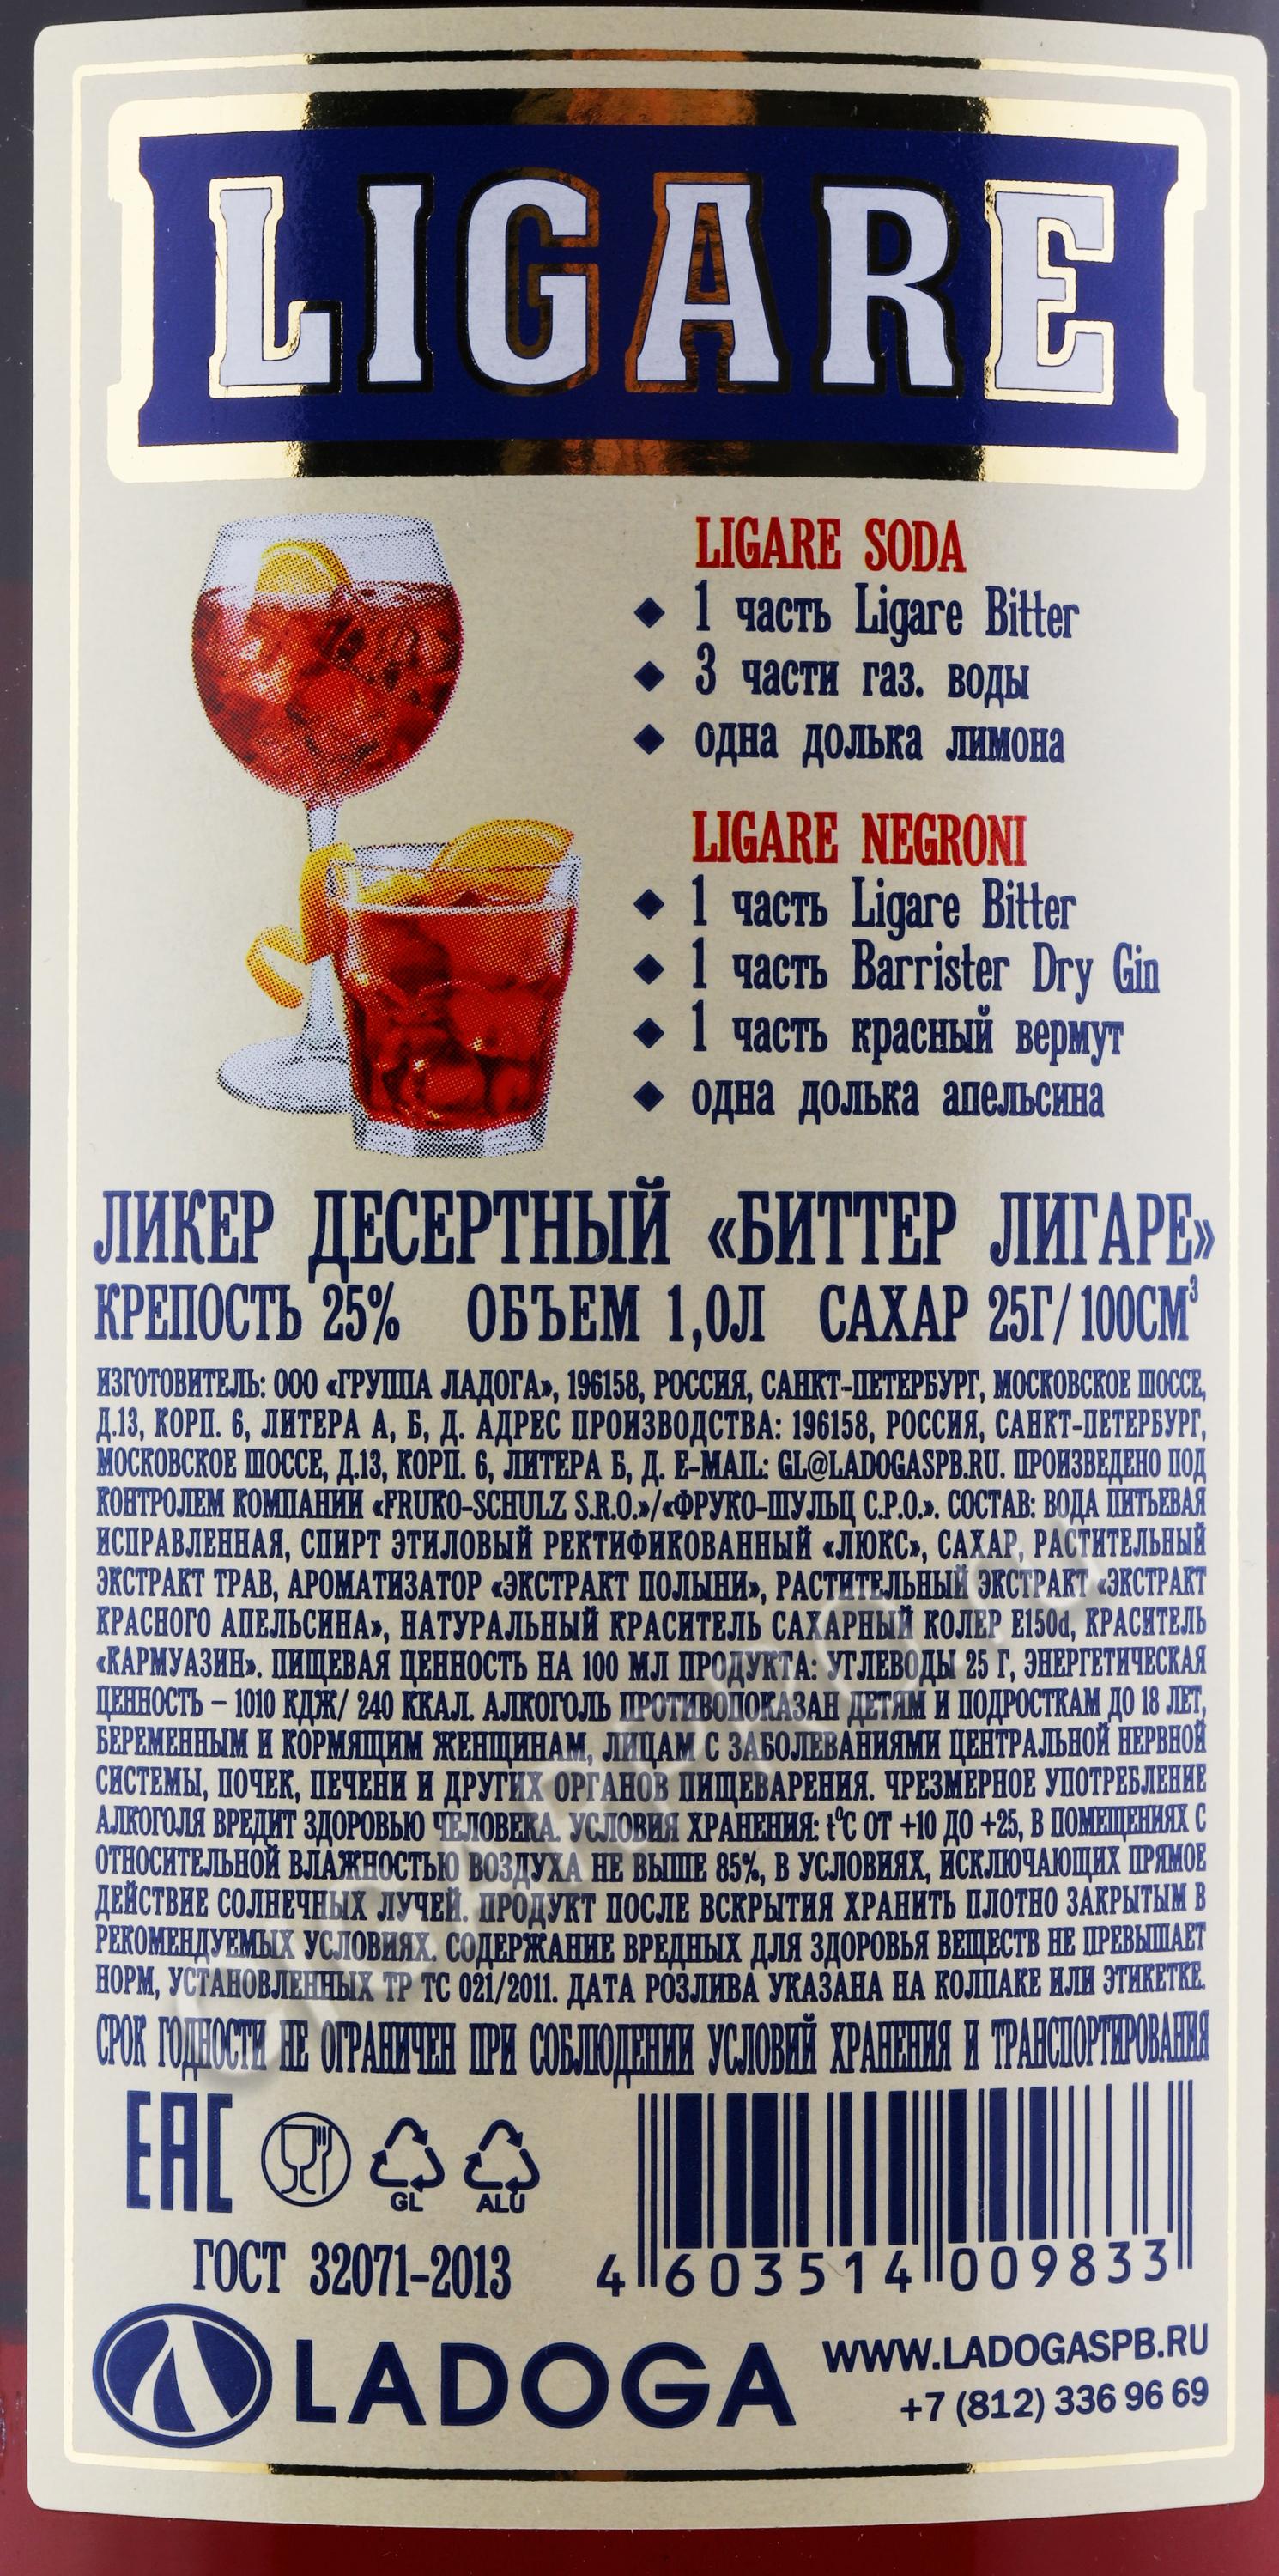 LIGARE
LIGARE SODA
◆ 1 часть Ligare Bitter
◆ 3 части газ. воды
◆ одна долька лимона
LIGARE NEGRONI
◆ 1 часть Ligare Bitter
◆ 1 часть Barrister Dry Gin
◆ 1 часть красный вермут
◆ одна долька апельсина
ЛИКЕР ДЕСЕРТНЫЙ «БИТТЕР ЛИГАРЕ»
КРЕПОСТЬ 25% ОБЪЕМ 1,0Л САХАР 25Г/100СМ³
ИЗГОТОВИТЕЛЬ: ООО «ГРУППА ЛАДОГА», 196158, РОССИЯ, САНКТ-ПЕТЕРБУРГ, МОСКОВСКОЕ ШОССЕ,
Д.13, КОРП. 6, ЛИТЕРА А, Б, Д. АДРЕС ПРОИЗВОДСТВА: 196158, РОССИЯ, САНКТ-ПЕТЕРБУРГ,
МОСКОВСКОЕ ШОССЕ, Д.13, КОРП. 6, ЛИТЕРА Б, Д. E-MAIL: GL@LADOGASPB.RU. ПРОИЗВЕДЕНО ПОД
КОНТРОЛЕМ КОМПАНИИ «FRUKO-SCHULZ S.R.O.»/«ФРУКО-ШУЛЬЦ С.Р.О.». СОСТАВ: ВОДА ПИТЬЕВАЯ
ИСПРАВЛЕННАЯ, СПИРТ ЭТИЛОВЫЙ РЕКТИФИКОВАННЫЙ «ЛЮКС», САХАР, РАСТИТЕЛЬНЫЙ
ЭКСТРАКТ ТРАВ, АРОМАТИЗАТОР «ЭКСТРАКТ ПОЛЫНИ», РАСТИТЕЛЬНЫЙ ЭКСТРАКТ «ЭКСТРАКТ
КРАСНОГО АПЕЛЬСИНА», НАТУРАЛЬНЫЙ КРАСИТЕЛЬ САХАРНЫЙ КОЛЕР Е150d, КРАСИТЕЛЬ
«КАРМУАЗИН». ПИЩЕВАЯ ЦЕННОСТЬ НА 100 МЛ ПРОДУКТА: УГЛЕВОДЫ 25 Г, ЭНЕРГЕТИЧЕСКАЯ
ЦЕННОСТЬ – 1010 КДЖ/ 240 ККАЛ. АЛКОГОЛЬ ПРОТИВОПОКАЗАН ДЕТЯМ И ПОДРОСТКАМ ДО 18 ЛЕТ,
БЕРЕМЕННЫМ И КОРМЯЩИМ ЖЕНЩИНАМ, ЛИЦАМ С ЗАБОЛЕВАНИЯМИ ЦЕНТРАЛЬНОЙ НЕРВНОЙ
СИСТЕМЫ, ПОЧЕК, ПЕЧЕНИ И ДРУГИХ ОРГАНОВ ПИЩЕВАРЕНИЯ. ЧРЕЗМЕРНОЕ УПОТРЕБЛЕНИЕ
АЛКОГОЛЯ ВРЕДИТ ЗДОРОВЬЮ ЧЕЛОВЕКА. УСЛОВИЯ ХРАНЕНИЯ: t°C ОТ +10 ДО +25, В ПОМЕЩЕНИЯХ С
ОТНОСИТЕЛЬНОЙ ВЛАЖНОСТЬЮ ВОЗДУХА НЕ ВЫШЕ 85%, В УСЛОВИЯХ, ИСКЛЮЧАЮЩИХ ПРЯМОЕ
ДЕЙСТВИЕ СОЛНЕЧНЫХ ЛУЧЕЙ. ПРОДУКТ ПОСЛЕ ВСКРЫТИЯ ХРАНИТЬ ПЛОТНО ЗАКРЫТЫМ В
РЕКОМЕНДУЕМЫХ УСЛОВИЯХ. СОДЕРЖАНИЕ ВРЕДНЫХ ДЛЯ ЗДОРОВЬЯ ВЕЩЕСТВ НЕ ПРЕВЫШАЕТ
НОРМ, УСТАНОВЛЕННЫХ ТР ТС 021/2011. ДАТА РОЗЛИВА УКАЗАНА НА КОЛПАКЕ ИЛИ ЭТИКЕТКЕ.
СРОК ГОДНОСТИ НЕ ОГРАНИЧЕН ПРИ СОБЛЮДЕНИИ УСЛОВИЙ ХРАНЕНИЯ И ТРАНСПОРТИРОВАНИЯ
EAC
GL
ALU
ГОСТ 32071-2013
4 603514 009833
LADOGA
WWW.LADOGASPB.RU
+7 (812) 336 96 69